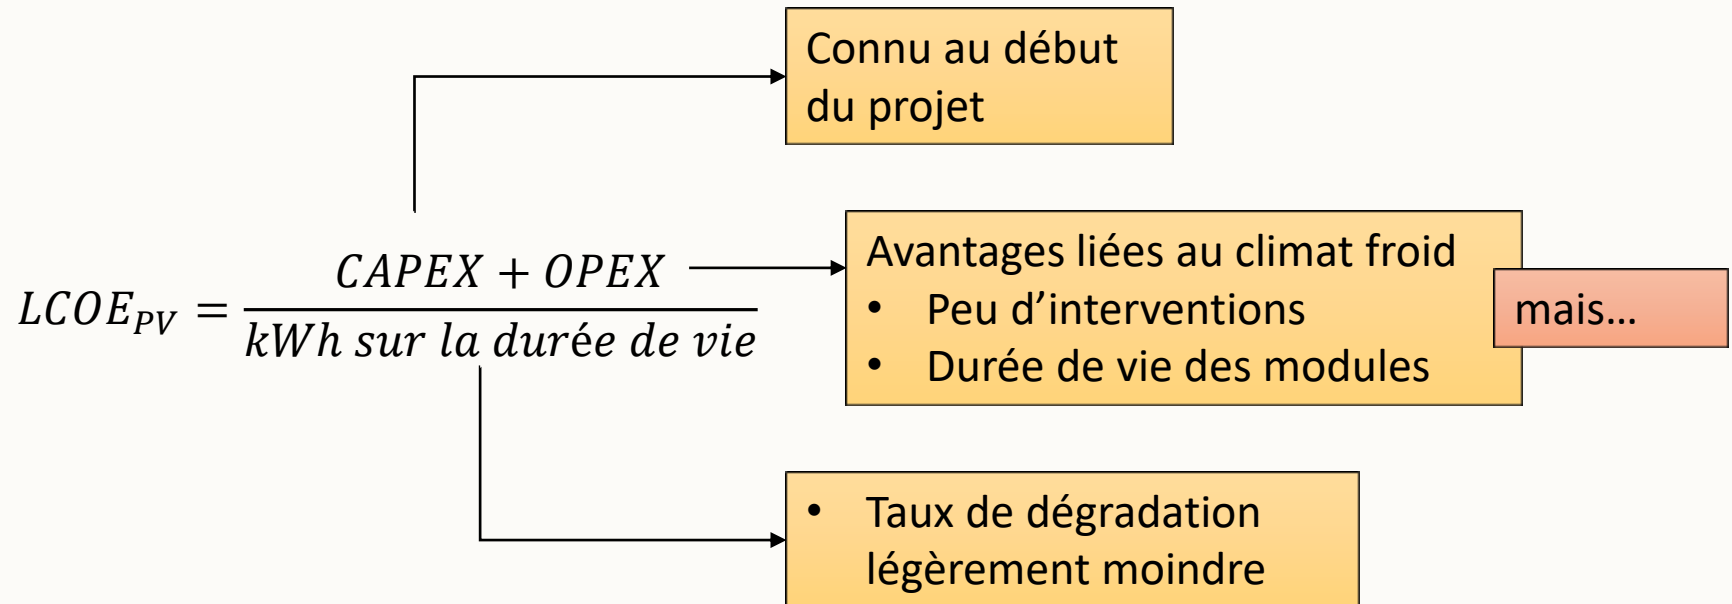 Connu au début
du projet
LCOE_PV = (CAPEX + OPEX) / (kWh sur la durée de vie)
Avantages liées au climat froid
• Peu d’interventions
• Durée de vie des modules
mais…
• Taux de dégradation
légèrement moindre